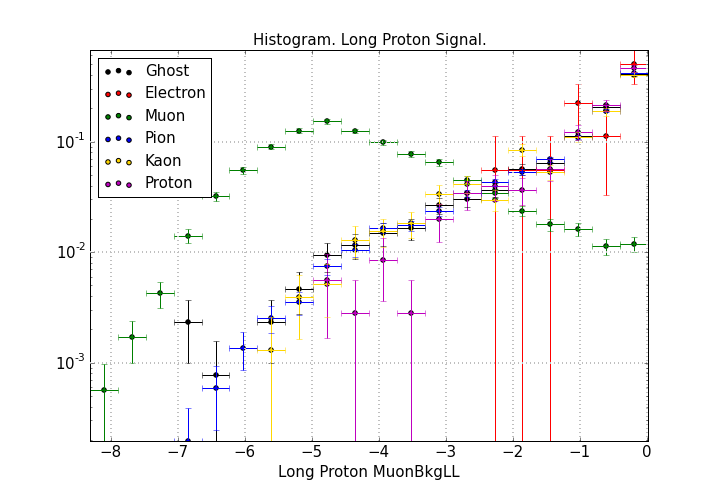 Histogram. Long Proton Signal.
Ghost
Electron
Muon
Pion
Kaon
Proton
10⁻¹
10⁻²
10⁻³
−8 −7 −6 −5 −4 −3 −2 −1 0
Long Proton MuonBkgLL